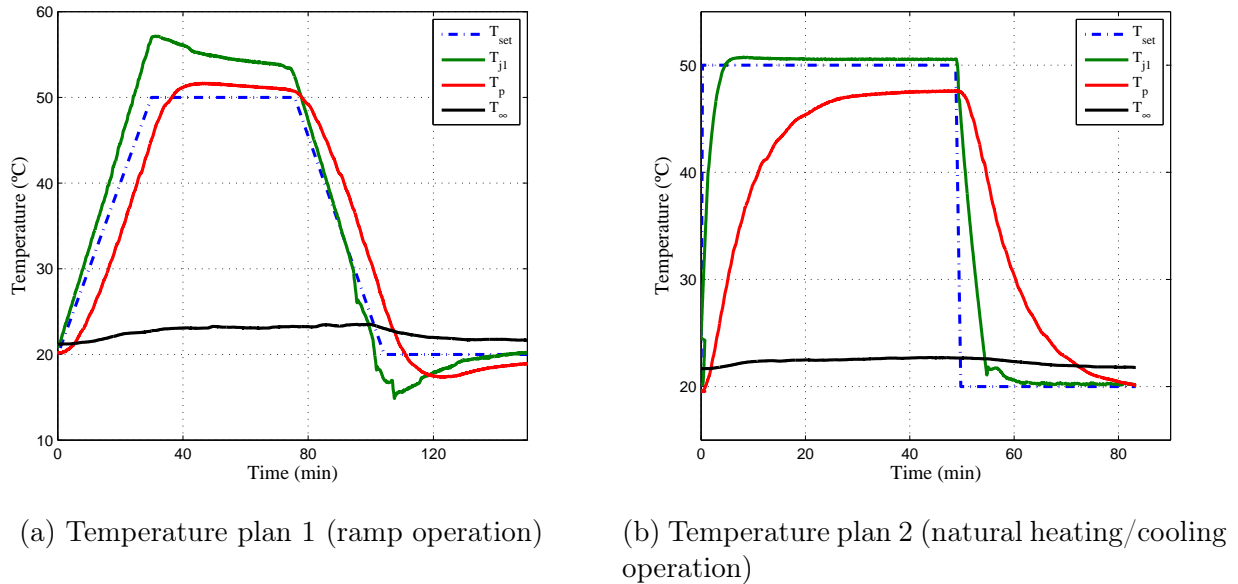 60
50
40
30
20
10
0
40
80
120
Temperature (ºC)
Time (min)
T_set
T_j1
T_p
T_∞
(a) Temperature plan 1 (ramp operation)
50
40
30
20
0
20
40
60
80
Temperature (ºC)
Time (min)
T_set
T_j1
T_p
T_∞
(b) Temperature plan 2 (natural heating/cooling
operation)